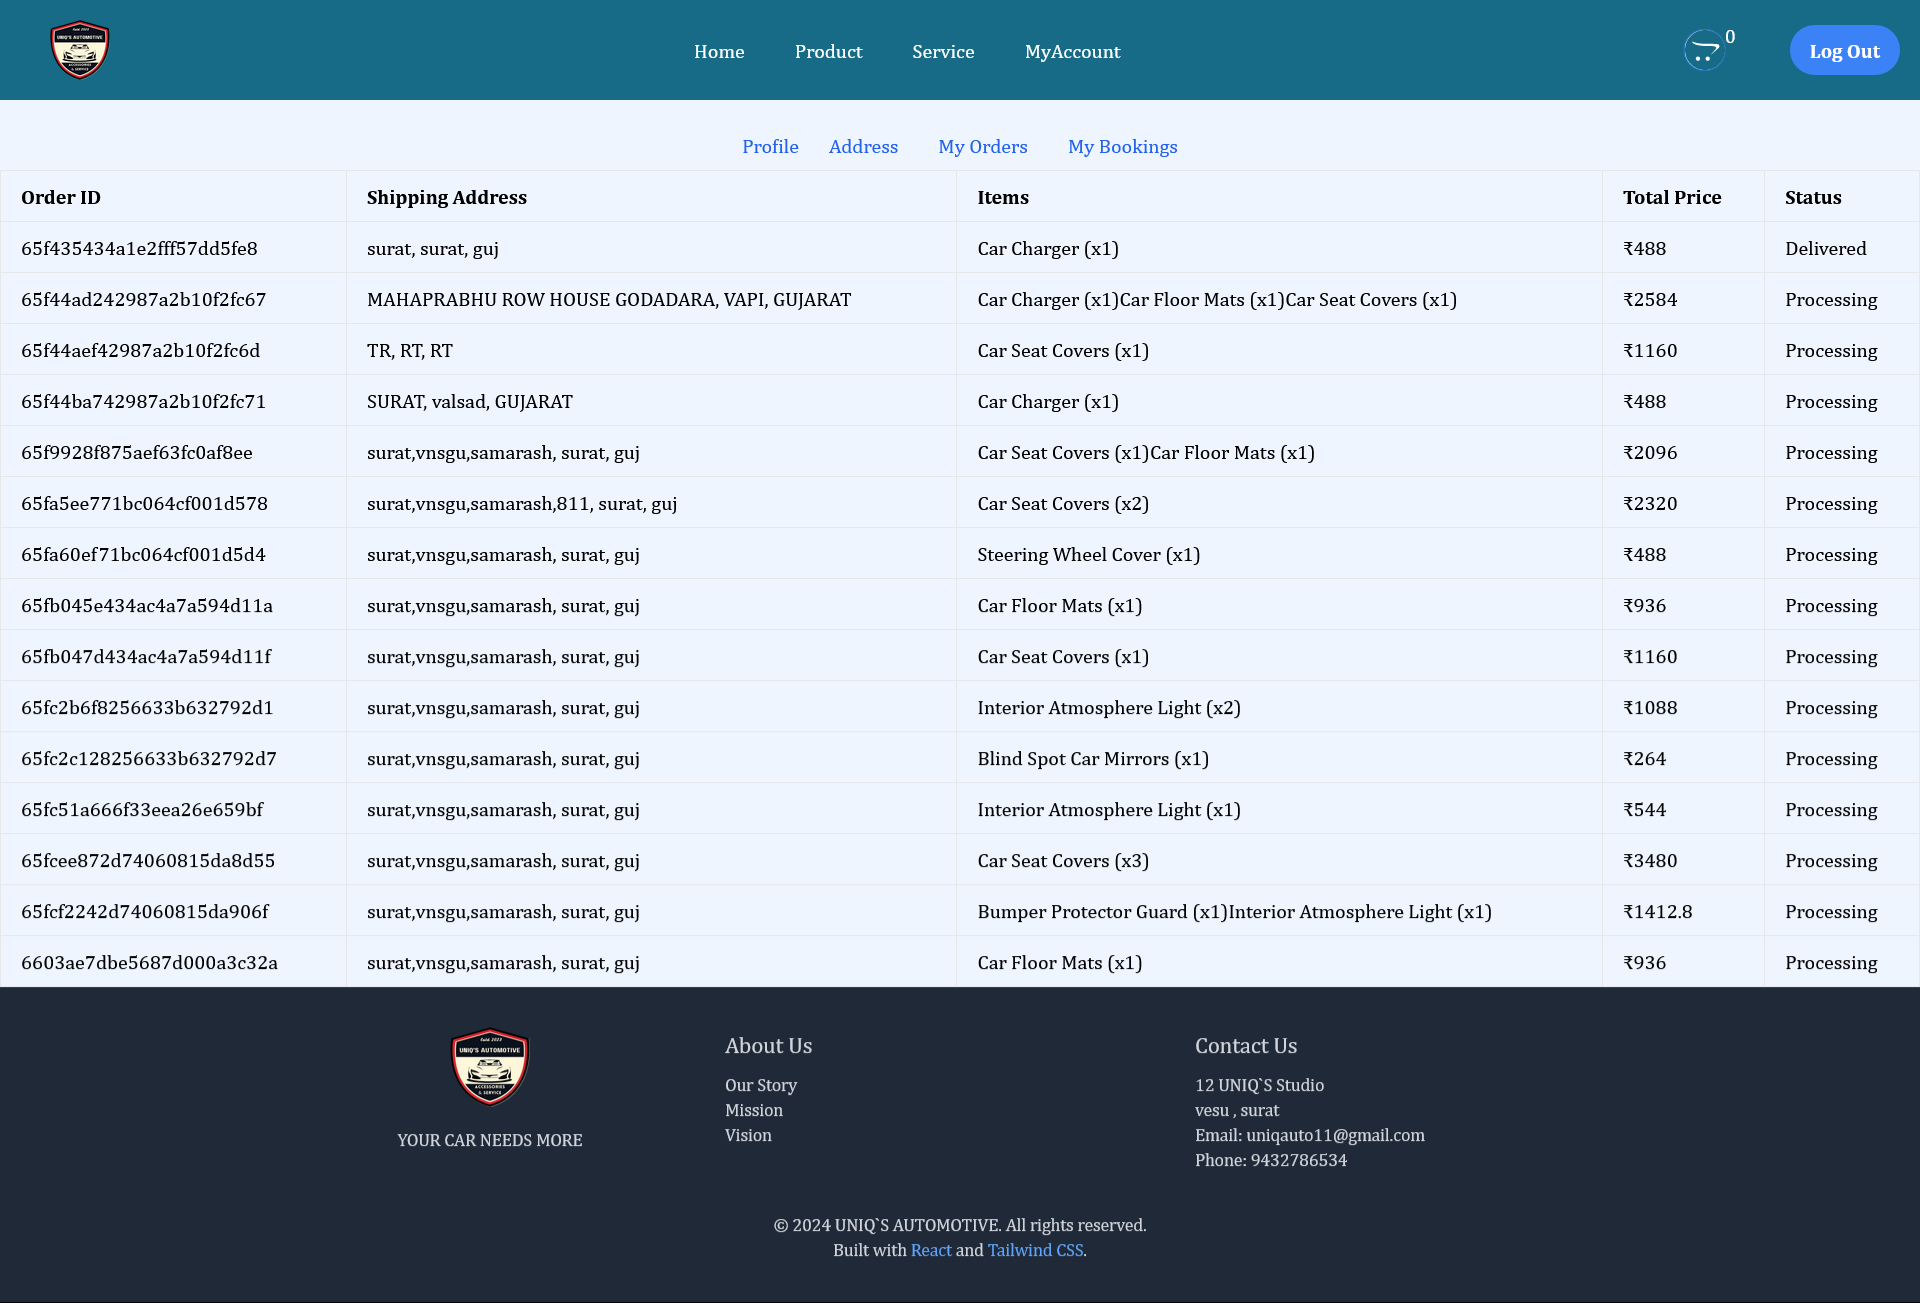 Estd. 2023
UNIQ'S AUTOMOTIVE
ACCESSORIES
& SERVICE
Home Product Service MyAccount
0
Log Out
Profile Address My Orders My Bookings
Order ID Shipping Address Items Total Price Status
65f435434a1e2fff57dd5fe8 surat, surat, guj Car Charger (x1) ₹488 Delivered
65f44ad242987a2b10f2fc67 MAHAPRABHU ROW HOUSE GODADARA, VAPI, GUJARAT Car Charger (x1)Car Floor Mats (x1)Car Seat Covers (x1) ₹2584 Processing
65f44aef42987a2b10f2fc6d TR, RT, RT Car Seat Covers (x1) ₹1160 Processing
65f44ba742987a2b10f2fc71 SURAT, valsad, GUJARAT Car Charger (x1) ₹488 Processing
65f9928f875aef63fc0af8ee surat,vnsgu,samarash, surat, guj Car Seat Covers (x1)Car Floor Mats (x1) ₹2096 Processing
65fa5ee771bc064cf001d578 surat,vnsgu,samarash,811, surat, guj Car Seat Covers (x2) ₹2320 Processing
65fa60ef71bc064cf001d5d4 surat,vnsgu,samarash, surat, guj Steering Wheel Cover (x1) ₹488 Processing
65fb045e434ac4a7a594d11a surat,vnsgu,samarash, surat, guj Car Floor Mats (x1) ₹936 Processing
65fb047d434ac4a7a594d11f surat,vnsgu,samarash, surat, guj Car Seat Covers (x1) ₹1160 Processing
65fc2b6f8256633b632792d1 surat,vnsgu,samarash, surat, guj Interior Atmosphere Light (x2) ₹1088 Processing
65fc2c128256633b632792d7 surat,vnsgu,samarash, surat, guj Blind Spot Car Mirrors (x1) ₹264 Processing
65fc51a666f33eea26e659bf surat,vnsgu,samarash, surat, guj Interior Atmosphere Light (x1) ₹544 Processing
65fcee872d74060815da8d55 surat,vnsgu,samarash, surat, guj Car Seat Covers (x3) ₹3480 Processing
65fcf2242d74060815da906f surat,vnsgu,samarash, surat, guj Bumper Protector Guard (x1)Interior Atmosphere Light (x1) ₹1412.8 Processing
6603ae7dbe5687d000a3c32a surat,vnsgu,samarash, surat, guj Car Floor Mats (x1) ₹936 Processing
Estd. 2023
UNIQ'S AUTOMOTIVE
ACCESSORIES
& SERVICE
YOUR CAR NEEDS MORE
About Us
Our Story
Mission
Vision
Contact Us
12 UNIQ`S Studio
vesu , surat
Email: uniqauto11@gmail.com
Phone: 9432786534
© 2024 UNIQ`S AUTOMOTIVE. All rights reserved.
Built with React and Tailwind CSS.